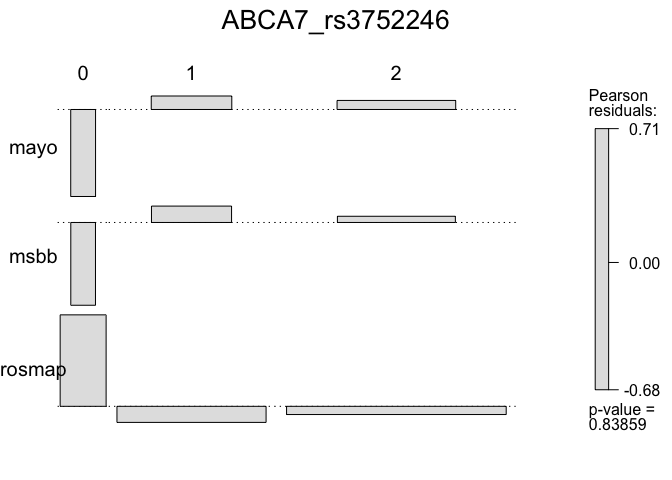 ABCA7_rs3752246
0 1 2
mayo
msbb
rosmap
Pearson
residuals:
0.71
0.00
-0.68
p-value =
0.83859